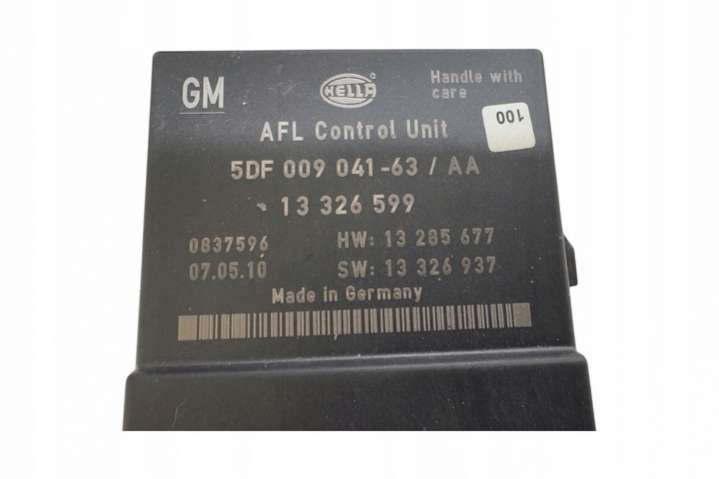 GM
HELLA
Handle with
care
100
AFL Control Unit
5DF 009 041-63 / AA
13 326 599
0837596 HW: 13 285 677
07.05.10 SW: 13 326 937
Made in Germany